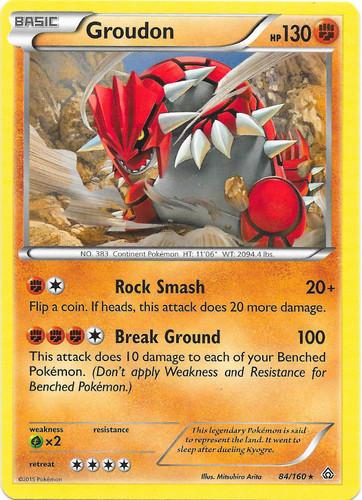 BASIC
Groudon
HP130
NO. 383 Continent Pokémon HT: 11'06" WT: 2094.4 lbs.
Rock Smash 20+
Flip a coin. If heads, this attack does 20 more damage.
Break Ground 100
This attack does 10 damage to each of your Benched
Pokémon. (Don't apply Weakness and Resistance for
Benched Pokémon.)
weakness resistance
×2
retreat
This legendary Pokémon is said
to represent the land. It went to
sleep after dueling Kyogre.
©2015 Pokémon
Illus. Mitsuhiro Arita
84/160 ★